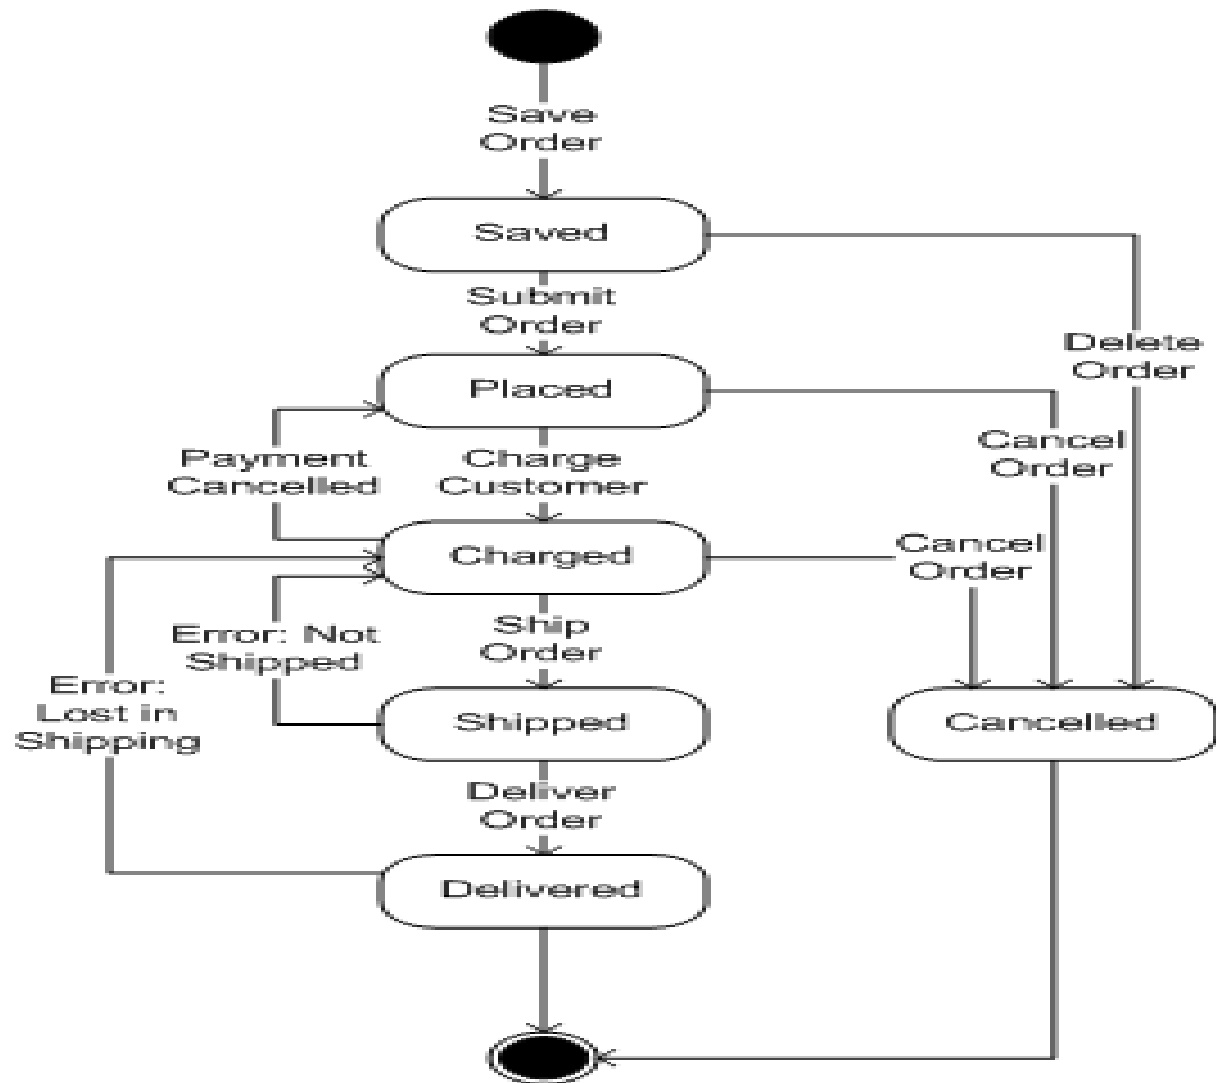 Save
Order
Saved
Submit
Order
Delete
Order
Placed
Cancel
Order
Payment
Cancelled
Charge
Customer
Cancel
Order
Charged
Error: Not
Shipped
Ship
Order
Error:
Lost in
Shipping
Shipped
Cancelled
Deliver
Order
Delivered